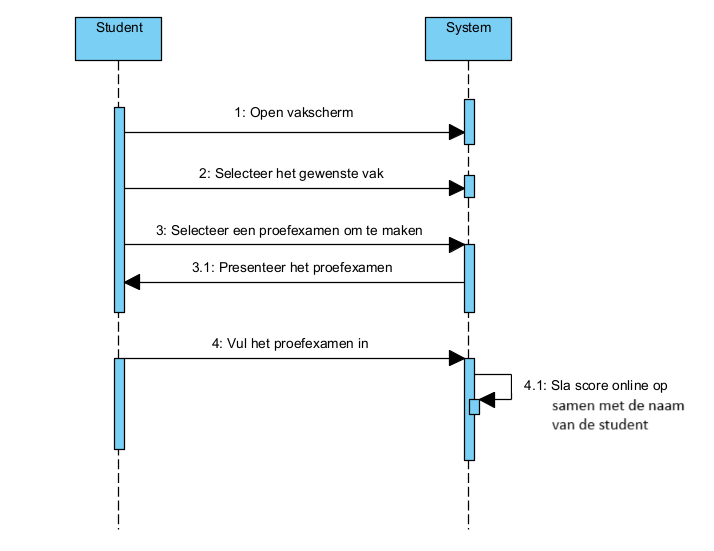 Student
System
1: Open vakscherm
2: Selecteer het gewenste vak
3: Selecteer een proefexamen om te maken
3.1: Presenteer het proefexamen
4: Vul het proefexamen in
4.1: Sla score online op
samen met de naam
van de student